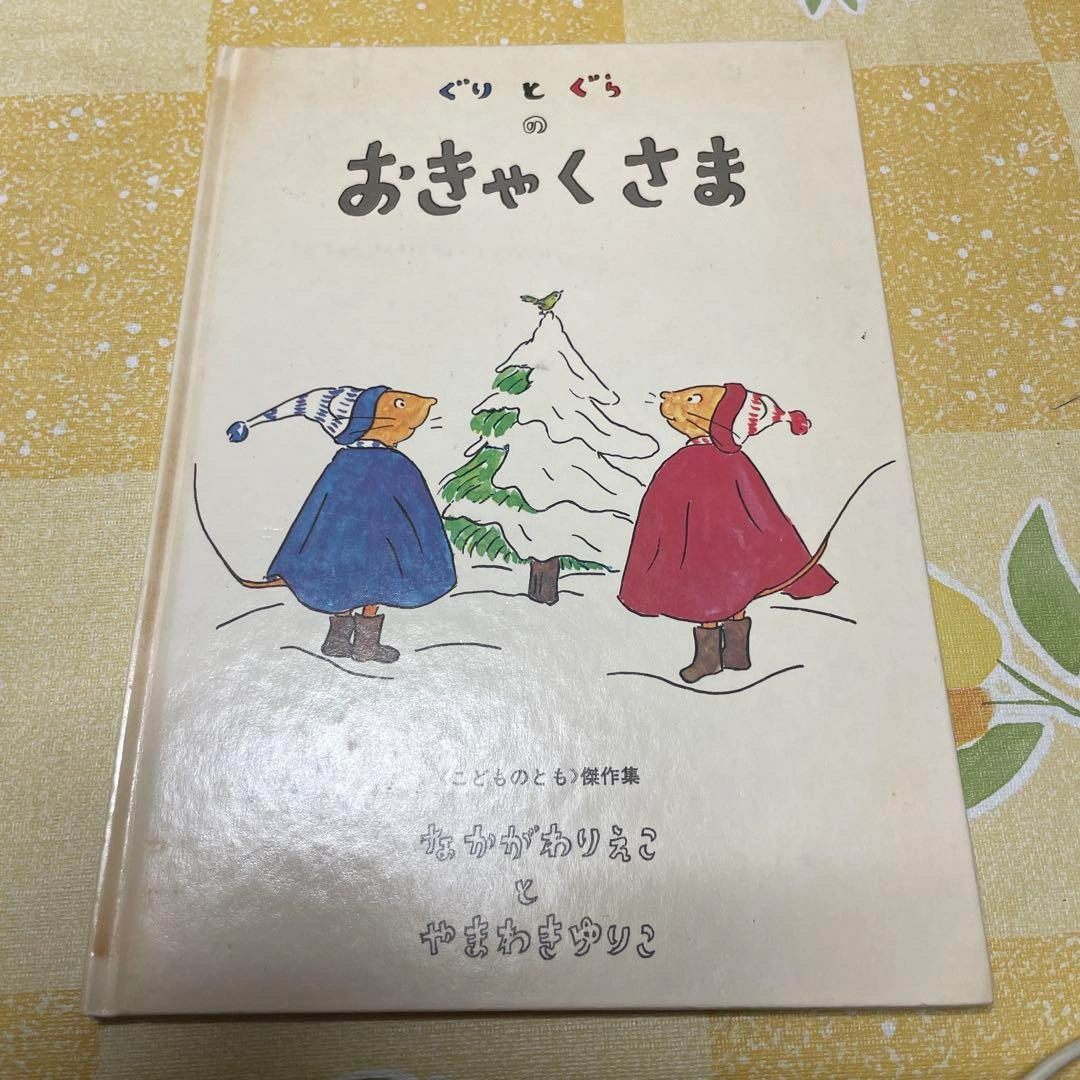 ぐりとぐら
の
おきゃくさま
〈こどものとも〉傑作集
なかがわりえこ
と
やまわきゆりこ